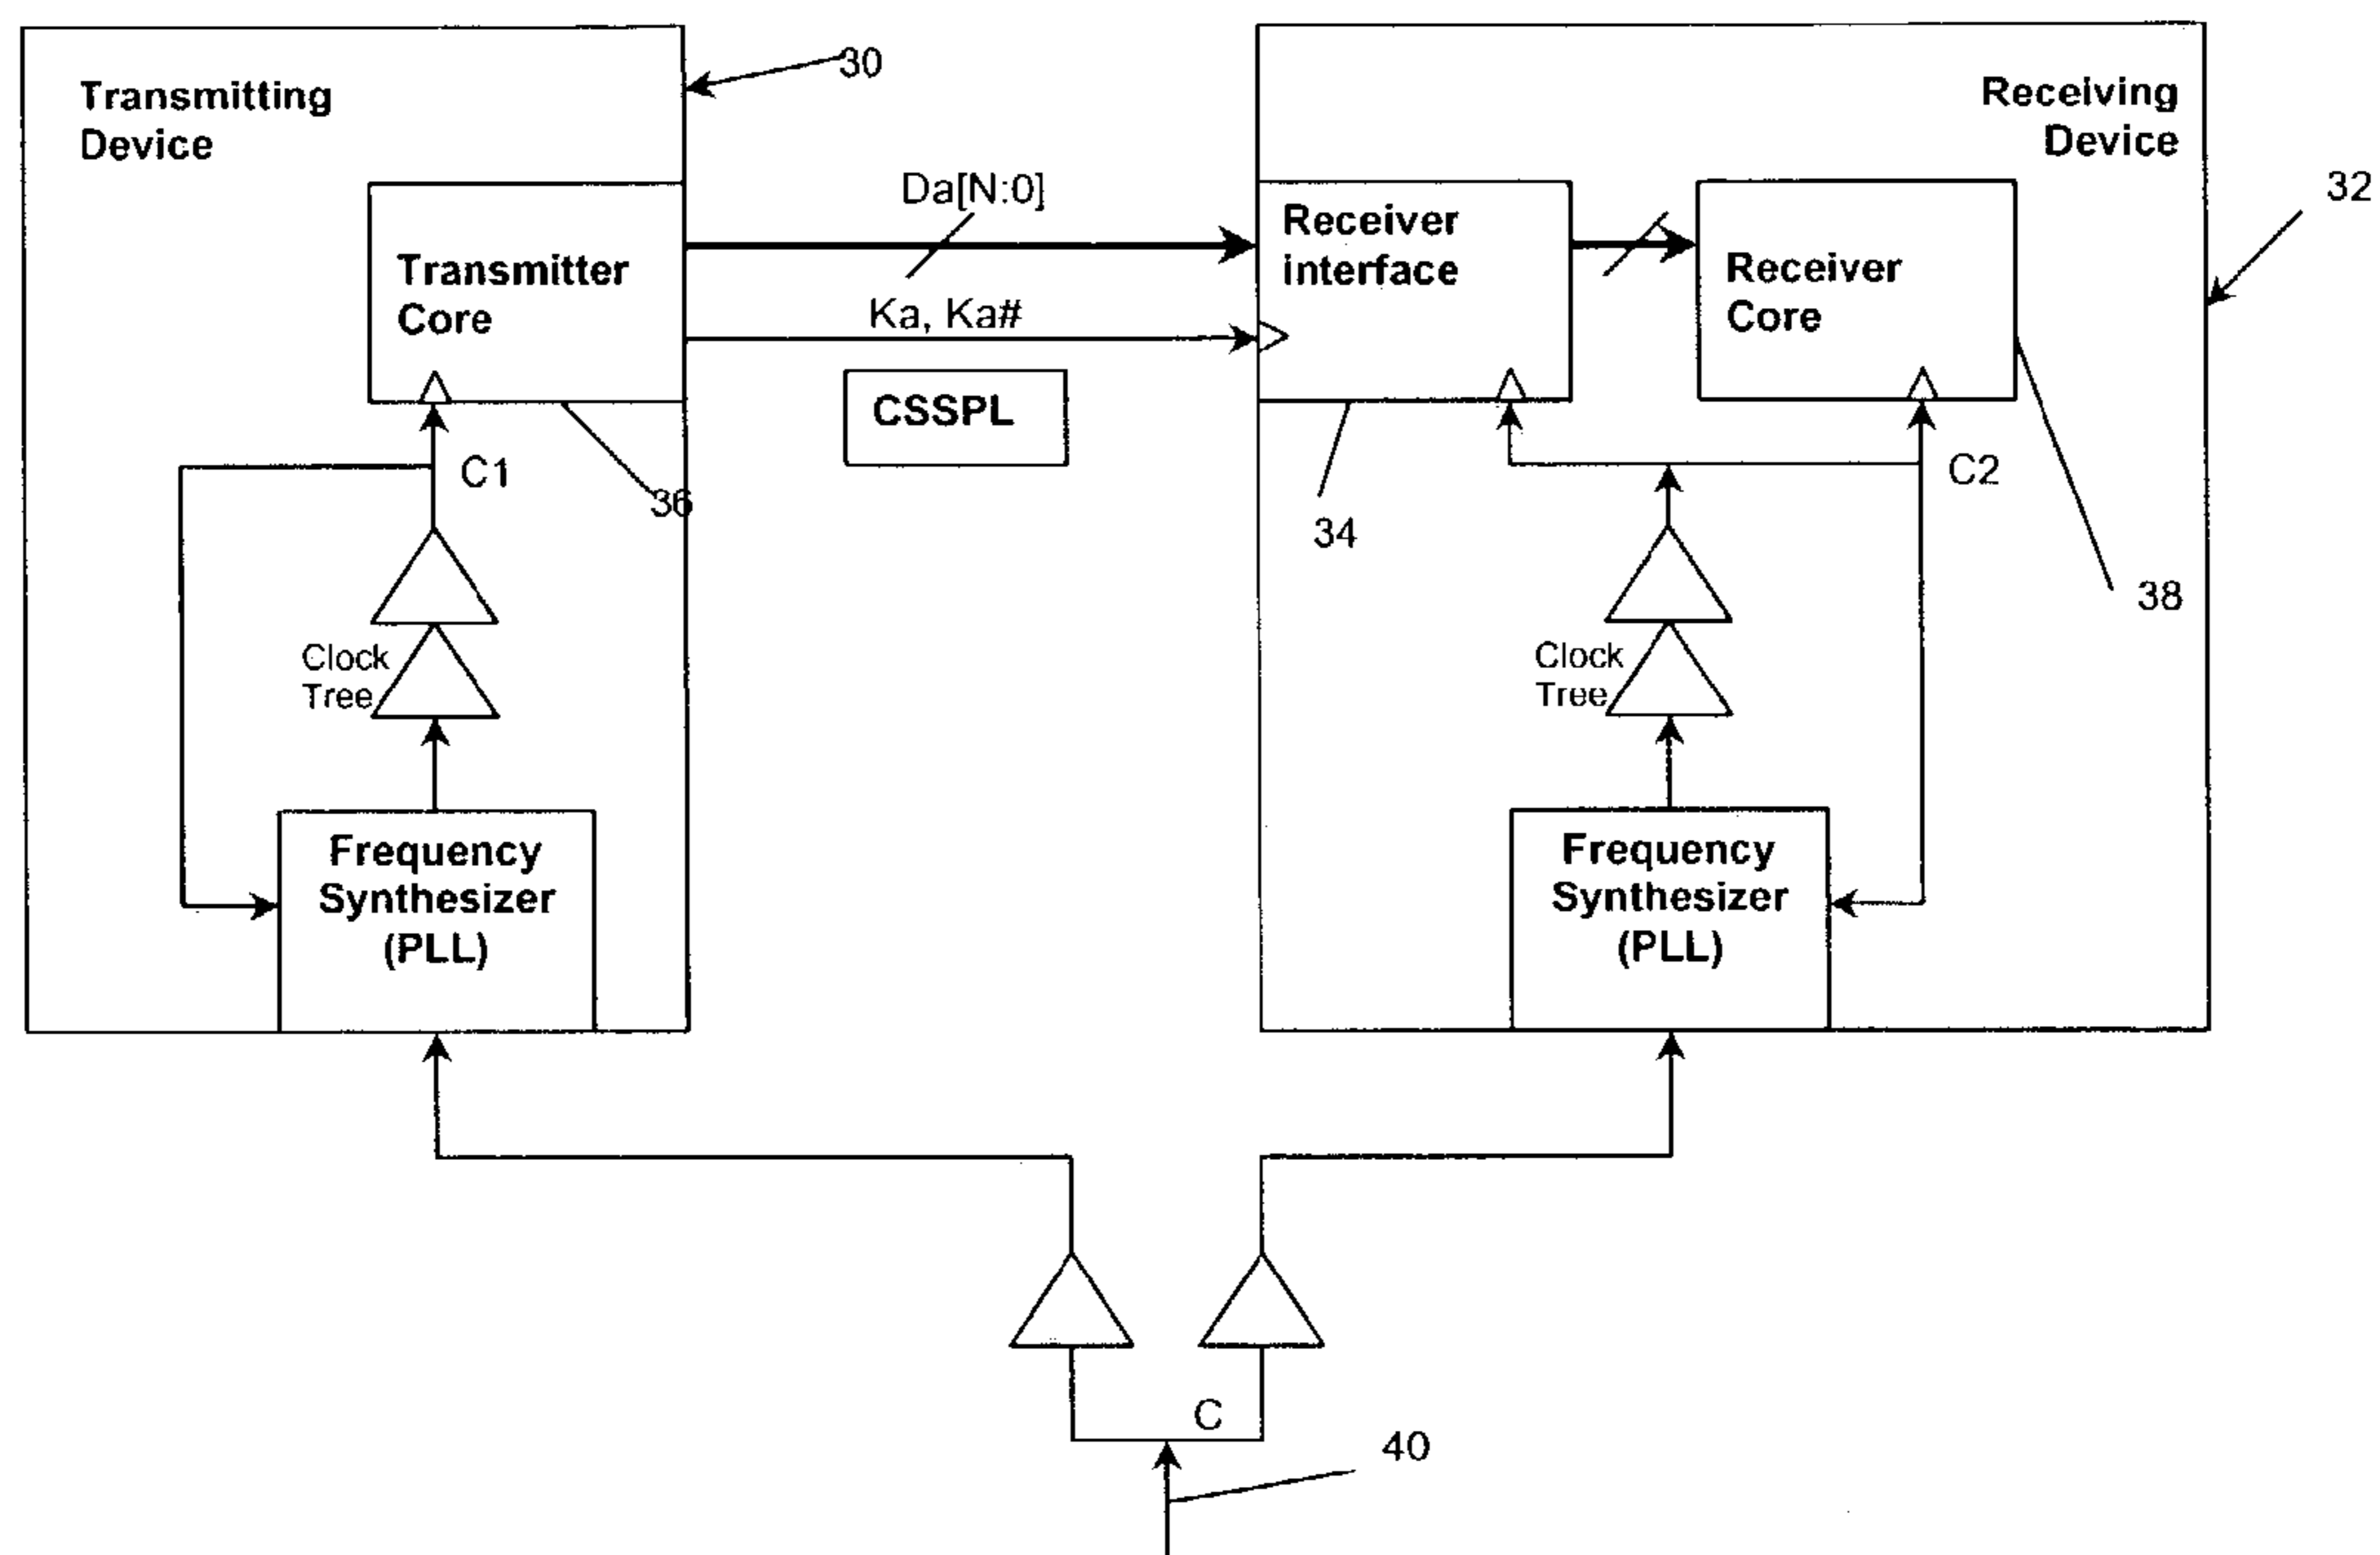 Transmitting
Device
30
Receiving
Device
32
Da[N:0]
Ka, Ka#
CSSPL
Transmitter
Core
Receiver
interface
Receiver
Core
C1
36
34
C2
38
Clock
Tree
Clock
Tree
Frequency
Synthesizer
(PLL)
Frequency
Synthesizer
(PLL)
C
40